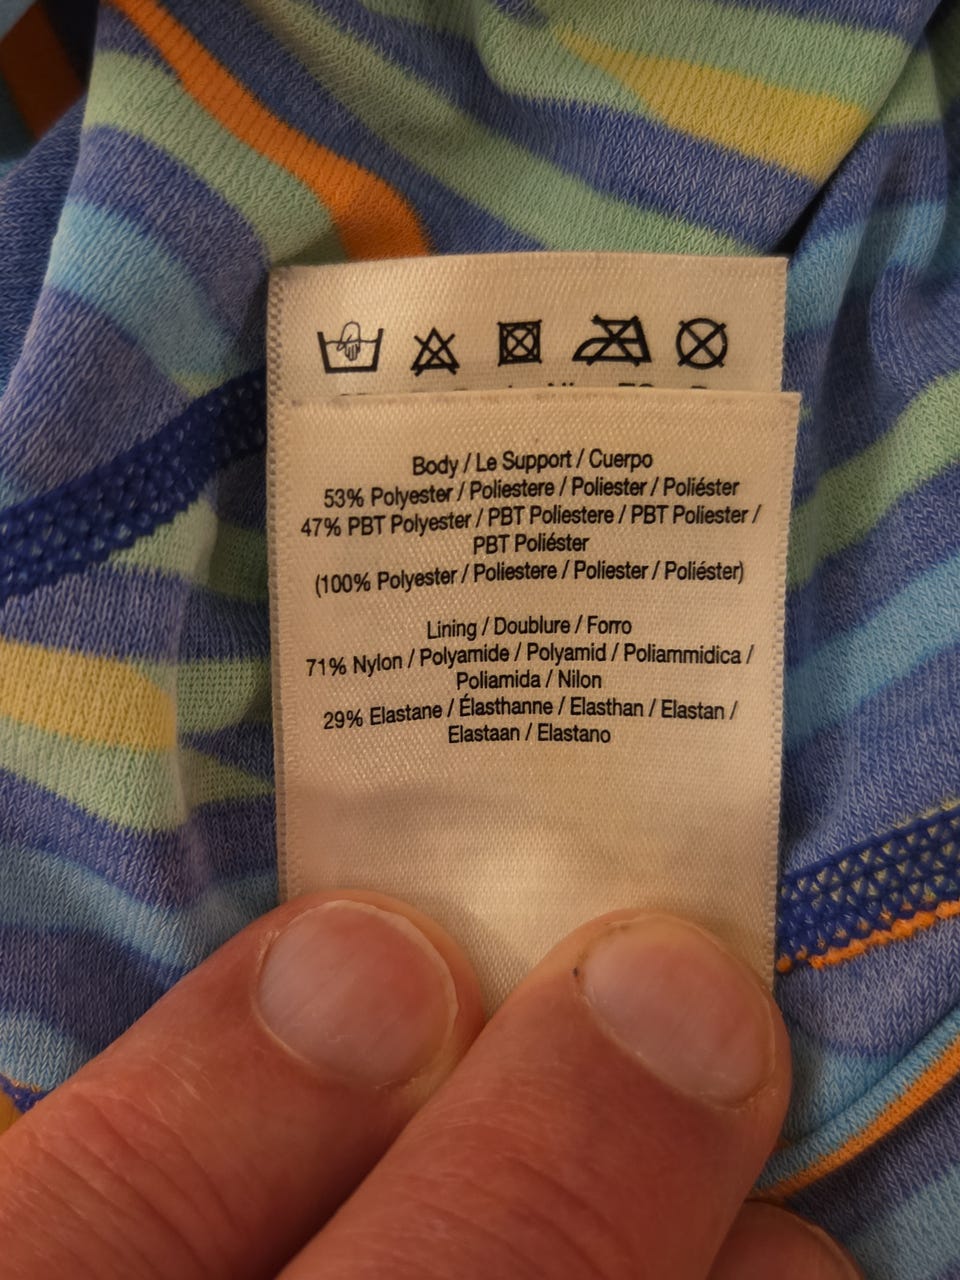 Body / Le Support / Cuerpo
53% Polyester / Poliestere / Poliester / Poliéster
47% PBT Polyester / PBT Poliestere / PBT Poliester /
PBT Poliéster
(100% Polyester / Poliestere / Poliester / Poliéster)
Lining / Doublure / Forro
71% Nylon / Polyamide / Polyamid / Poliammidica /
Poliamida / Nilon
29% Elastane / Élasthanne / Elasthan / Elastan /
Elastaan / Elastano